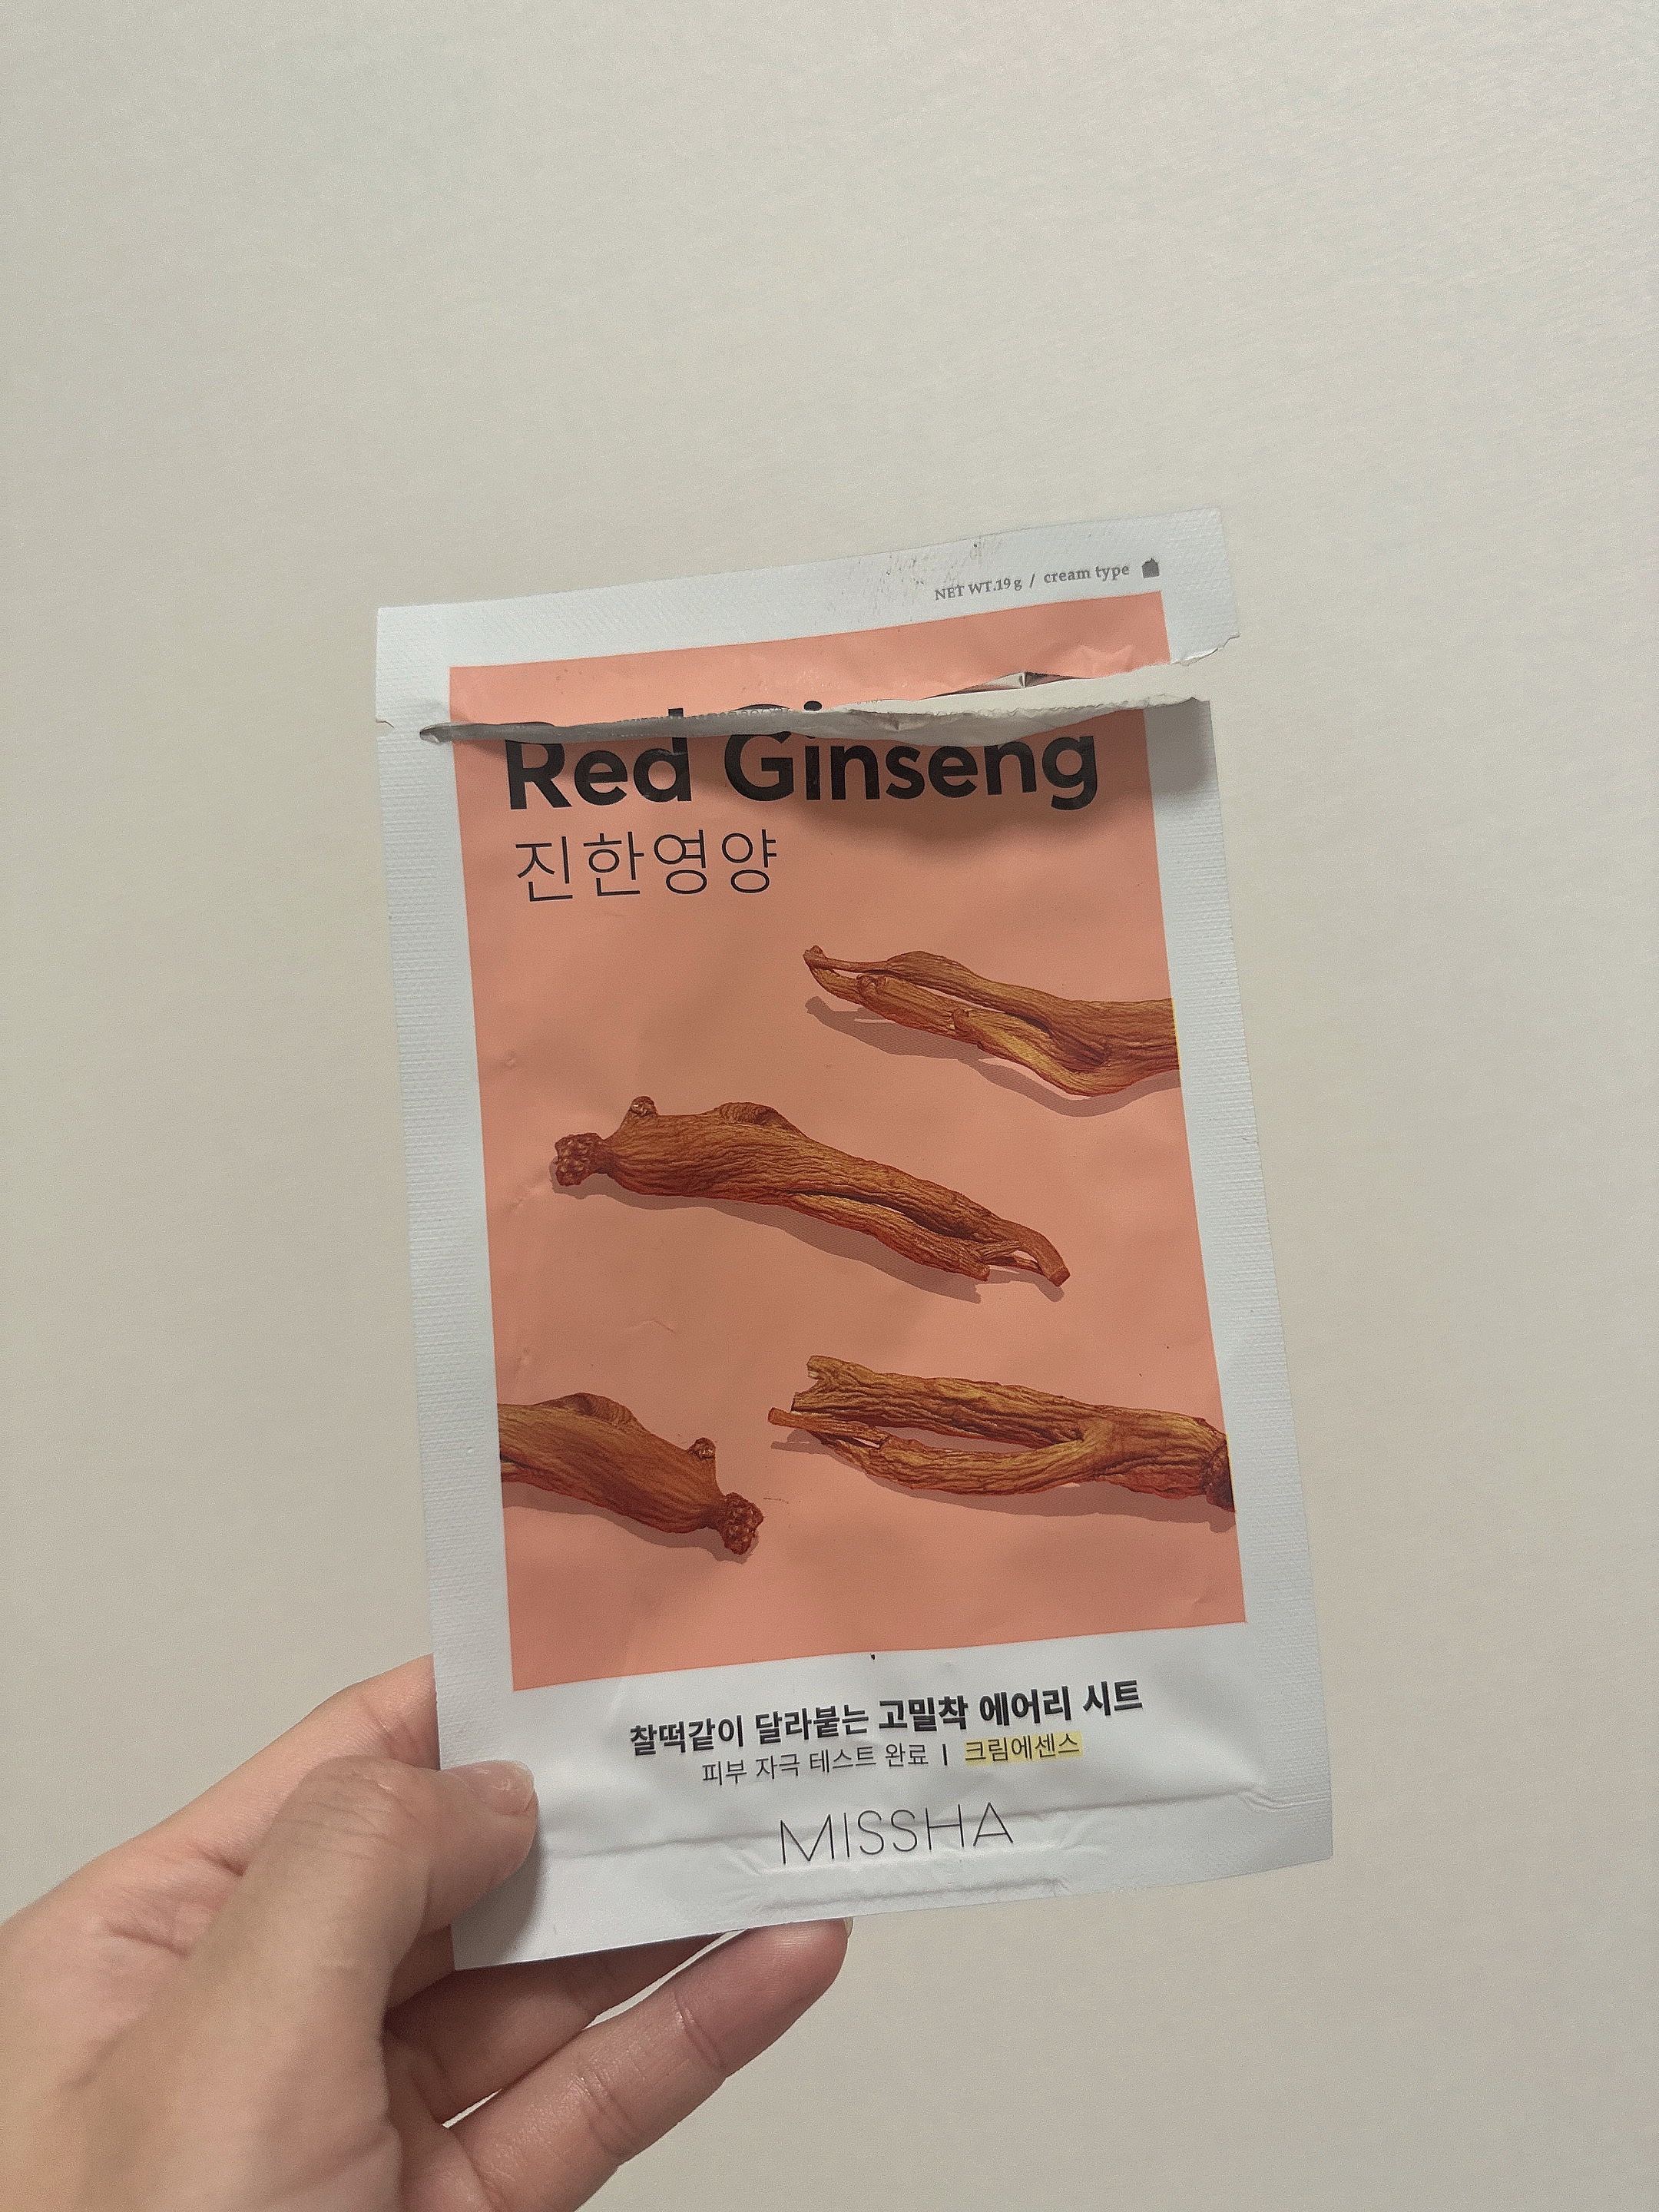 NET WT.19g / cream type
Red Ginseng
진한영양
찰떡같이 달라붙는 고밀착 에어리 시트
피부 자극 테스트 완료 | 크림에센스
MISSHA